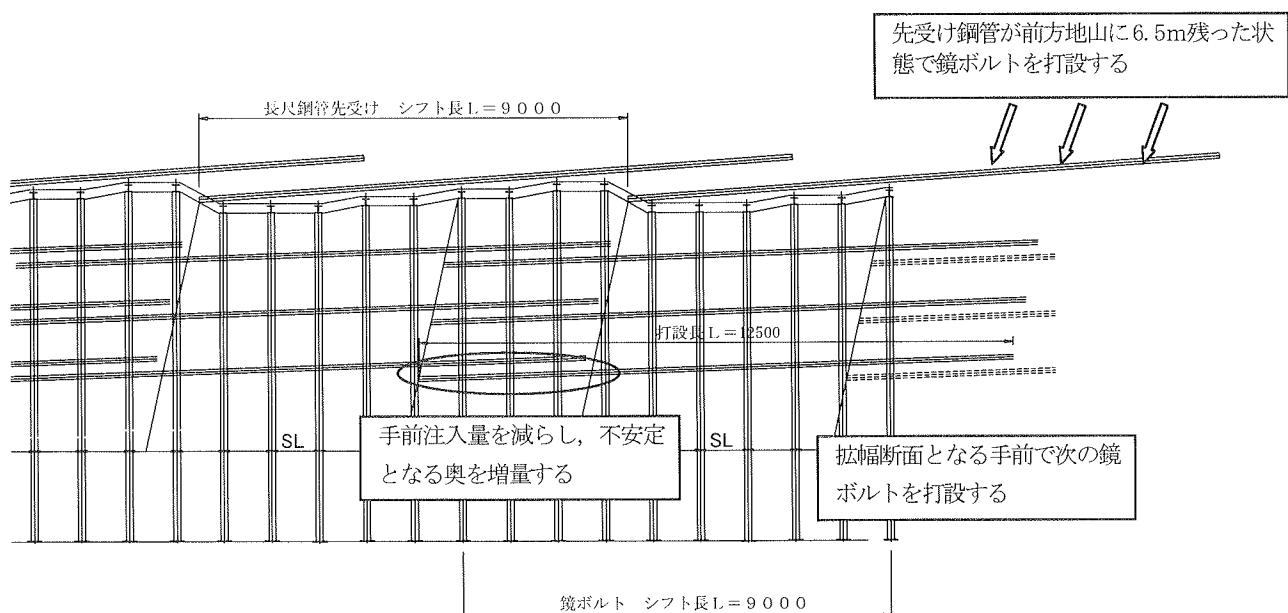 先受け鋼管が前方地山に6.5m残った状
態で鏡ボルトを打設する
長尺鋼管先受け シフト長L=9000
打設長L=12500
手前注入量を減らし,不安定
となる奥を増量する
SL
SL
拡幅断面となる手前で次の鏡
ボルトを打設する
鏡ボルト シフト長L=9000